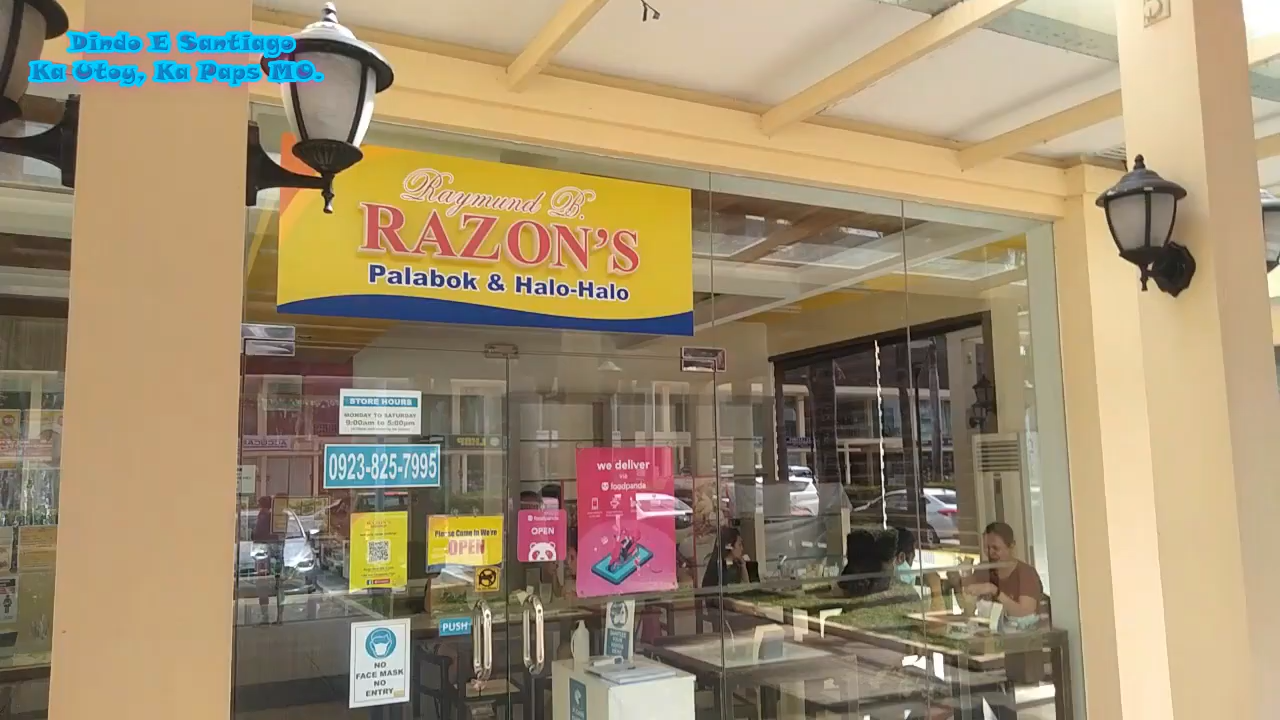 Dindo E Santiago
Ka Utoy, Ka Paps MO.
Raymund B.
RAZON'S
Palabok & Halo-Halo
STORE HOURS
MONDAY TO SATURDAY
9:00am to 5:00pm
0923-825-7995
we deliver
via
foodpanda
Please Come In We're
OPEN
foodpanda
OPEN
PUSH
NO
FACE MASK
NO
ENTRY